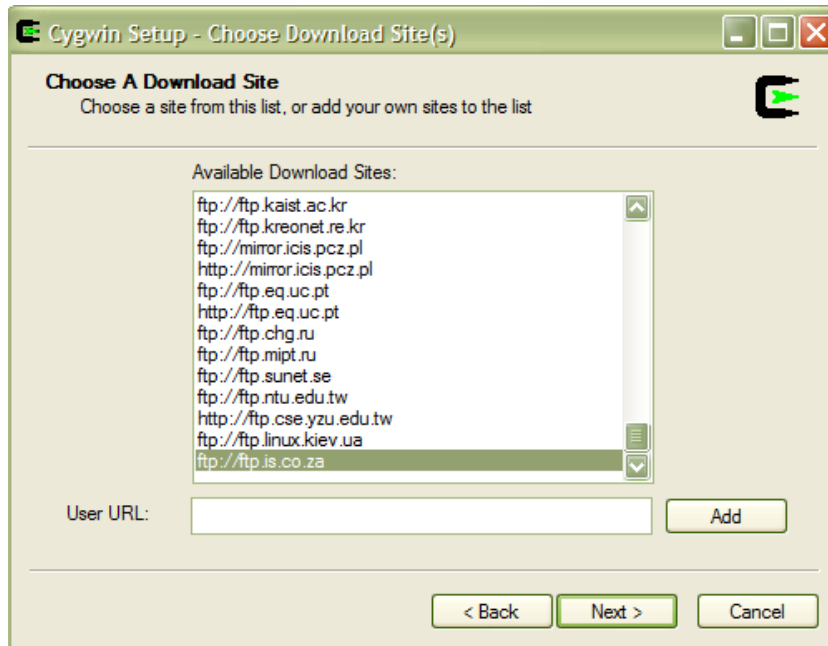 Cygwin Setup - Choose Download Site(s)
Choose A Download Site
Choose a site from this list, or add your own sites to the list
Available Download Sites:
ftp://ftp.kaist.ac.kr
ftp://ftp.kreonet.re.kr
ftp://mirror.icis.pcz.pl
http://mirror.icis.pcz.pl
ftp://ftp.eq.uc.pt
http://ftp.eq.uc.pt
ftp://ftp.chg.ru
ftp://ftp.mipt.ru
ftp://ftp.sunet.se
ftp://ftp.ntu.edu.tw
http://ftp.cse.yzu.edu.tw
ftp://ftp.linux.kiev.ua
ftp://ftp.is.co.za
User URL:
Add
< Back
Next >
Cancel